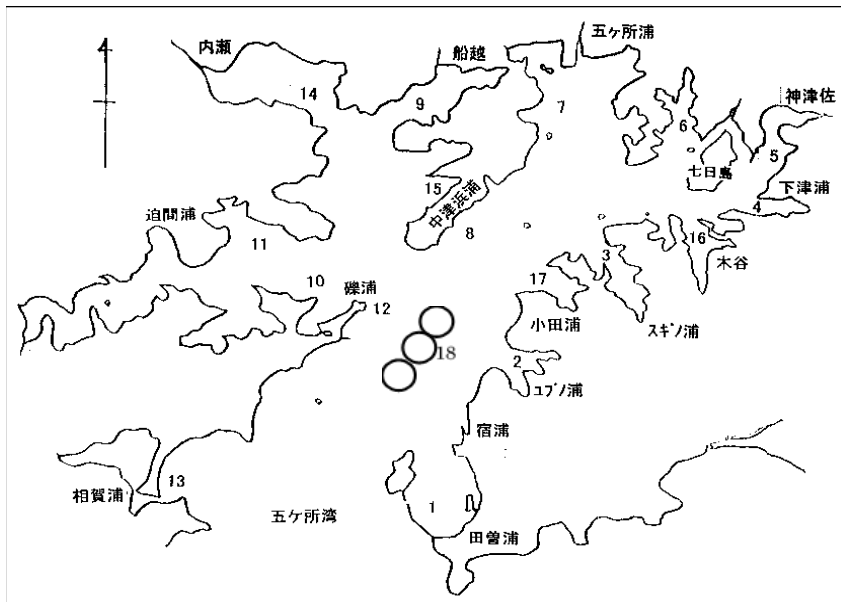 五ヶ所浦
内瀬
船越
神津佐
14
9
7
6
5
七日島
下津浦
15
中津浜浦
4
迫間浦
8
16
11
3
木谷
10
礒浦
12
17
小田浦
スギノ浦
18
2
ユブノ浦
宿浦
13
相賀浦
1
五ケ所湾
田曽浦